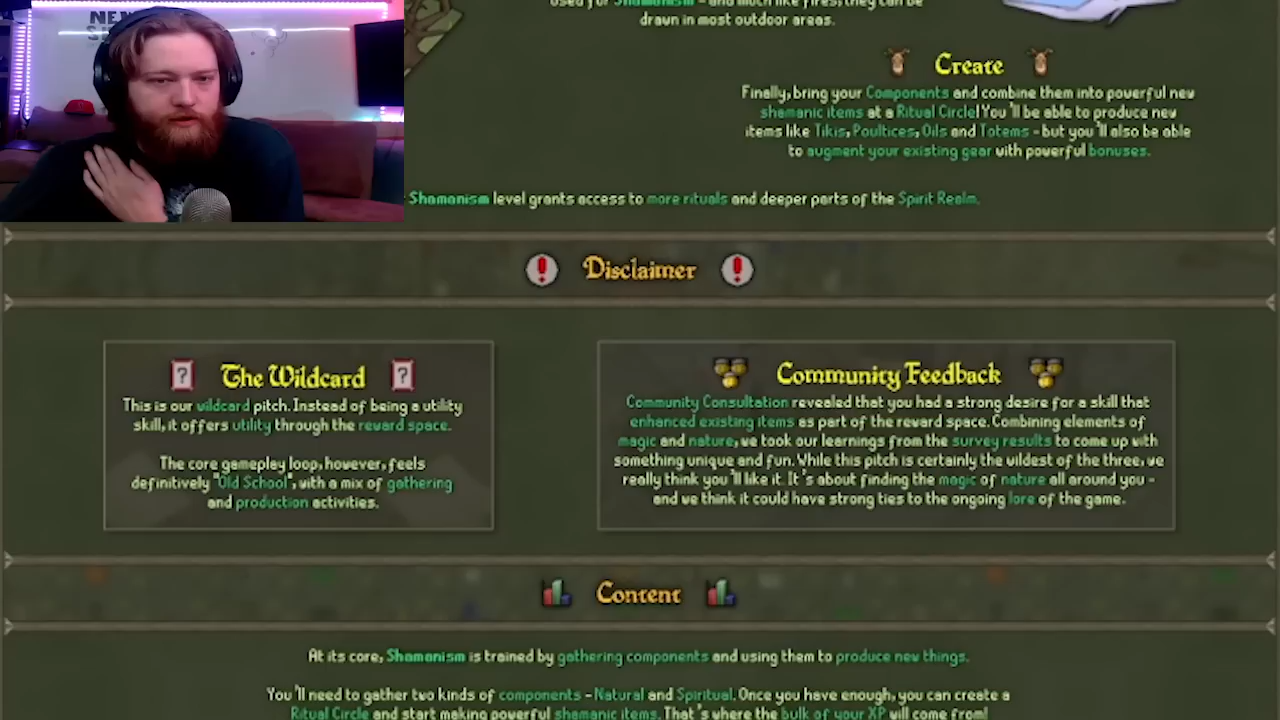 used for Shamanism - and much like fires, they can be
drawn in most outdoor areas.
Create
Finally, bring your Components and combine them into powerful new
shamanic items at a Ritual Circle! You'll be able to produce new
items like Tikis, Poultices, Oils and Totems - but you'll also be able
to augment your existing gear with powerful bonuses.
Shamanism level grants access to more rituals and deeper parts of the Spirit Realm.
Disclaimer
The Wildcard
This is our wildcard pitch. Instead of being a utility
skill, it offers utility through the reward space.
The core gameplay loop, however, feels
definitively "Old School", with a mix of gathering
and production activities.
Community Feedback
Community Consultation revealed that you had a strong desire for a skill that
enhanced existing items as part of the reward space. Combining elements of
magic and nature, we took our learnings from the survey results to come up with
something unique and fun. While this pitch is certainly the wildest of the three, we
really think you'll like it. It's about finding the magic of nature all around you -
and we think it could have strong ties to the ongoing lore of the game.
Content
At its core, Shamanism is trained by gathering components and using them to produce new things.
You'll need to gather two kinds of components - Natural and Spiritual. Once you have enough, you can create a
Ritual Circle and start making powerful shamanic items. That's where the bulk of your XP will come from!